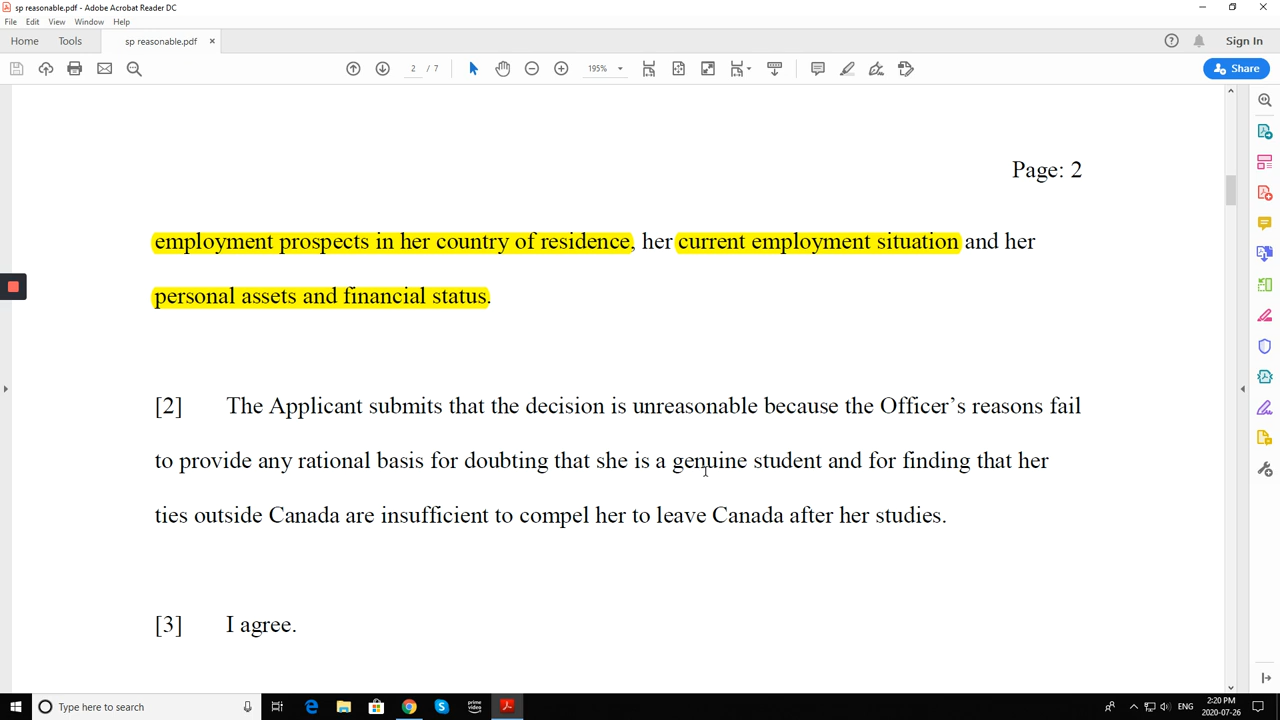 sp reasonable.pdf - Adobe Acrobat Reader DC
File Edit View Window Help
Home Tools sp reasonable.pdf × Sign In
2 / 7 195% Share
Page: 2
employment prospects in her country of residence, her current employment situation and her
personal assets and financial status.
[2] The Applicant submits that the decision is unreasonable because the Officer’s reasons fail
to provide any rational basis for doubting that she is a genuine student and for finding that her
ties outside Canada are insufficient to compel her to leave Canada after her studies.
[3] I agree.
Type here to search prime video ENG 2:20 PM
2020-07-26